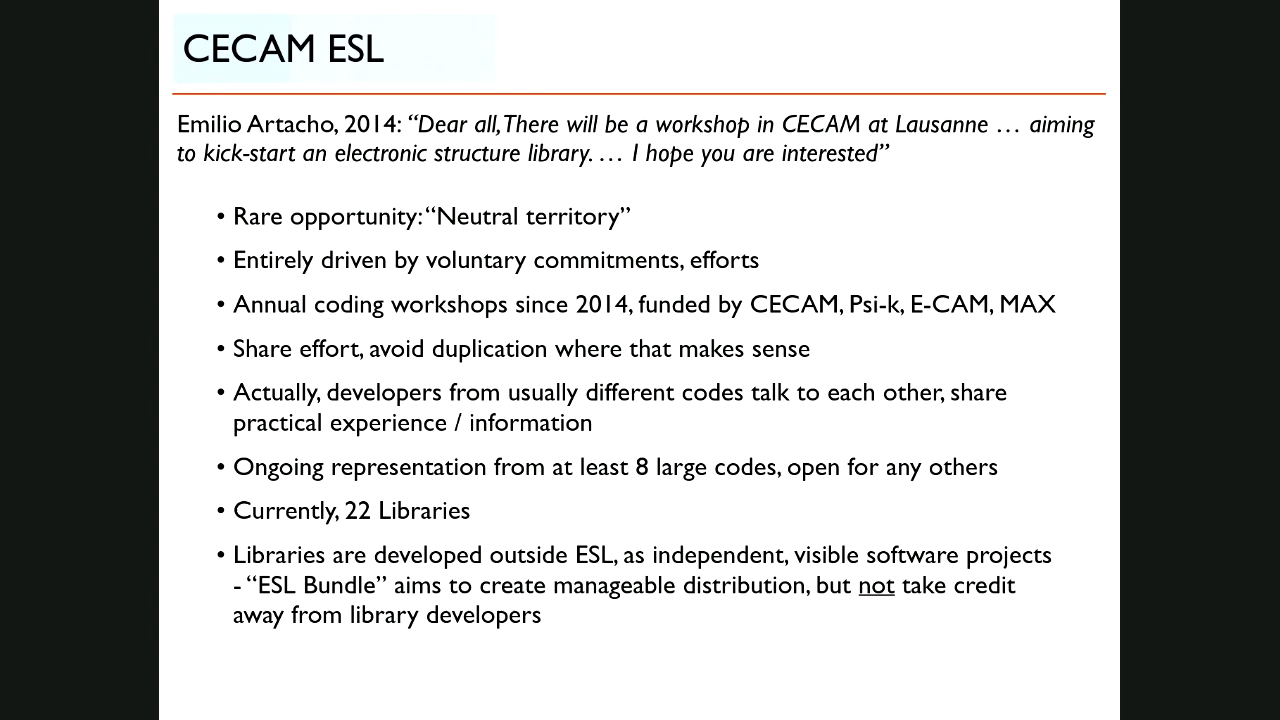 CECAM ESL
Emilio Artacho, 2014: “Dear all, There will be a workshop in CECAM at Lausanne … aiming
to kick-start an electronic structure library. … I hope you are interested”
• Rare opportunity: “Neutral territory”
• Entirely driven by voluntary commitments, efforts
• Annual coding workshops since 2014, funded by CECAM, Psi-k, E-CAM, MAX
• Share effort, avoid duplication where that makes sense
• Actually, developers from usually different codes talk to each other, share
practical experience / information
• Ongoing representation from at least 8 large codes, open for any others
• Currently, 22 Libraries
• Libraries are developed outside ESL, as independent, visible software projects
- “ESL Bundle” aims to create manageable distribution, but not take credit
away from library developers